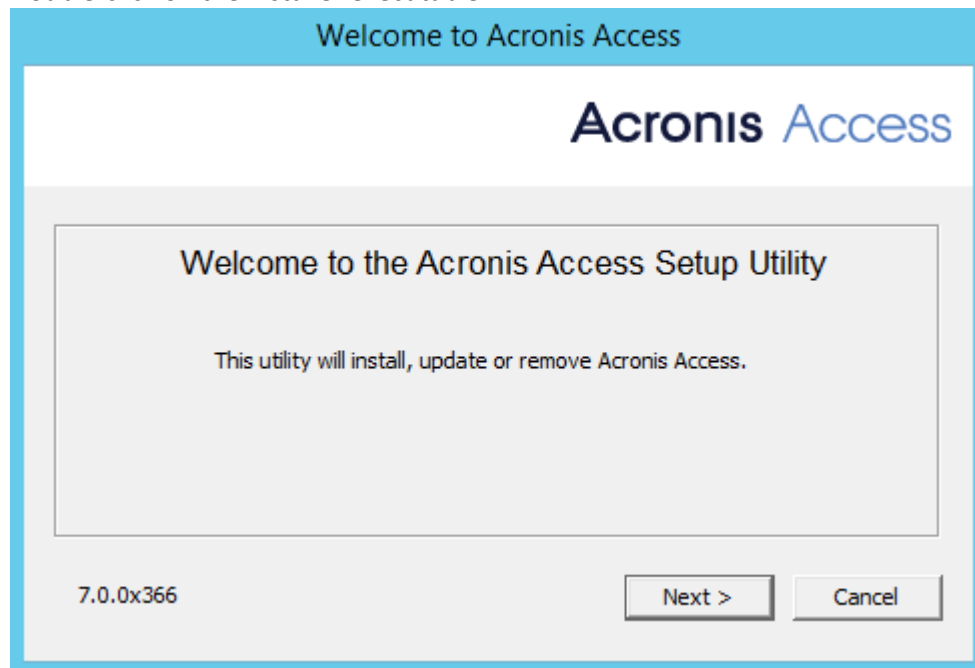 Welcome to Acronis Access
Acronis Access
Welcome to the Acronis Access Setup Utility
This utility will install, update or remove Acronis Access.
7.0.0x366
Next >
Cancel